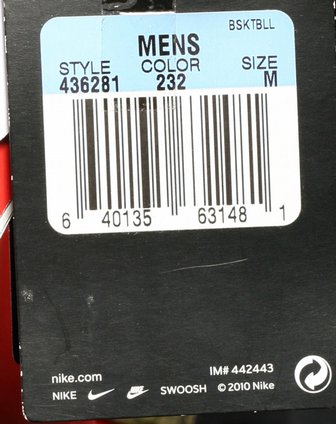 BSKTBLL
MENS
STYLE COLOR SIZE
436281 232 M
6 40135 63148 1
nike.com IM# 442443
NIKE SWOOSH © 2010 Nike